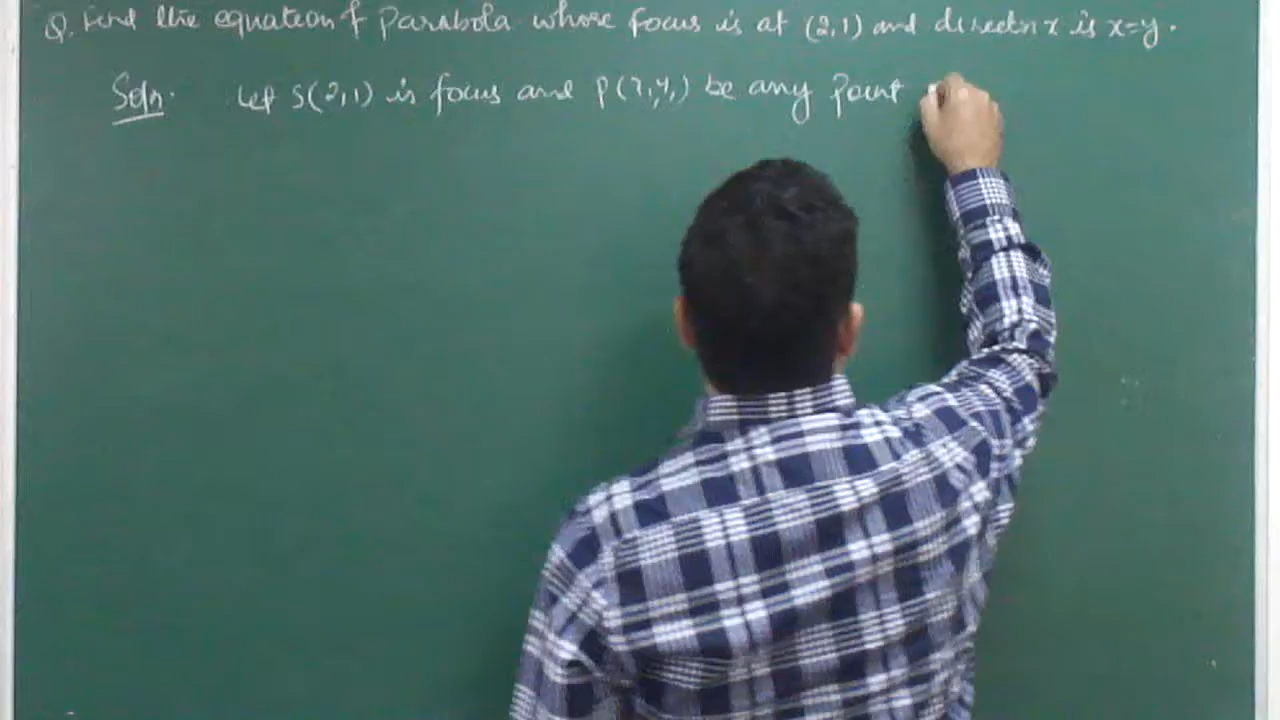 Q. Find the equation of parabola whose focus is at (2,1) and directrix is x=y.
Soln. Let S(2,1) is focus and P(x₁,y₁) be any point